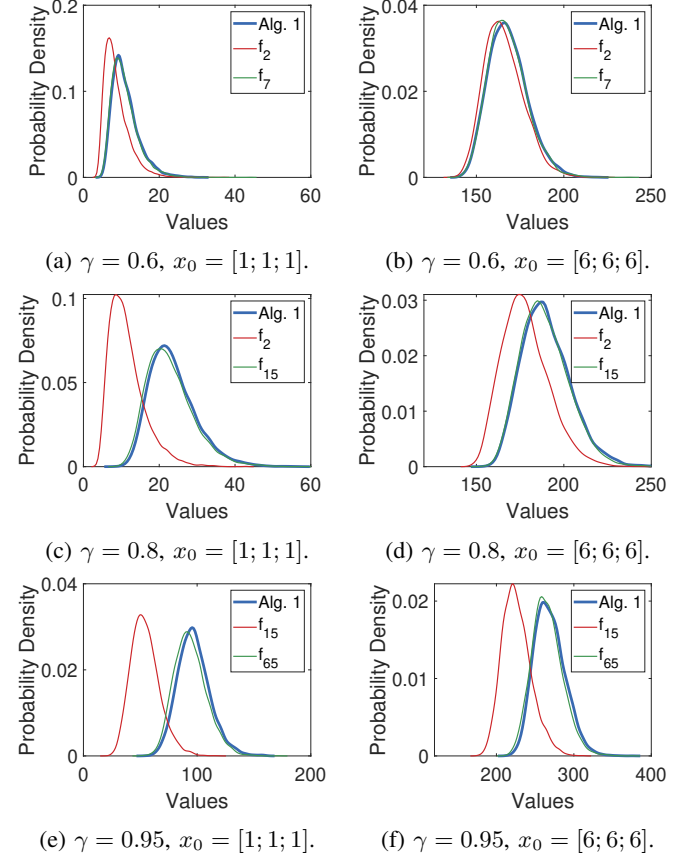 0.2
0.1
0
Probability Density
0 20 40 60
Values
Alg. 1
f2
f7
(a) γ = 0.6, x0 = [1; 1; 1].
0.04
0.02
0
Probability Density
150 200 250
Values
Alg. 1
f2
f7
(b) γ = 0.6, x0 = [6; 6; 6].
0.1
0.05
0
Probability Density
0 20 40 60
Values
Alg. 1
f2
f15
(c) γ = 0.8, x0 = [1; 1; 1].
0.03
0.02
0.01
0
Probability Density
150 200 250
Values
Alg. 1
f2
f15
(d) γ = 0.8, x0 = [6; 6; 6].
0.04
0.02
0
Probability Density
0 100 200
Values
Alg. 1
f15
f65
(e) γ = 0.95, x0 = [1; 1; 1].
0.02
0.01
0
Probability Density
200 300 400
Values
Alg. 1
f15
f65
(f) γ = 0.95, x0 = [6; 6; 6].